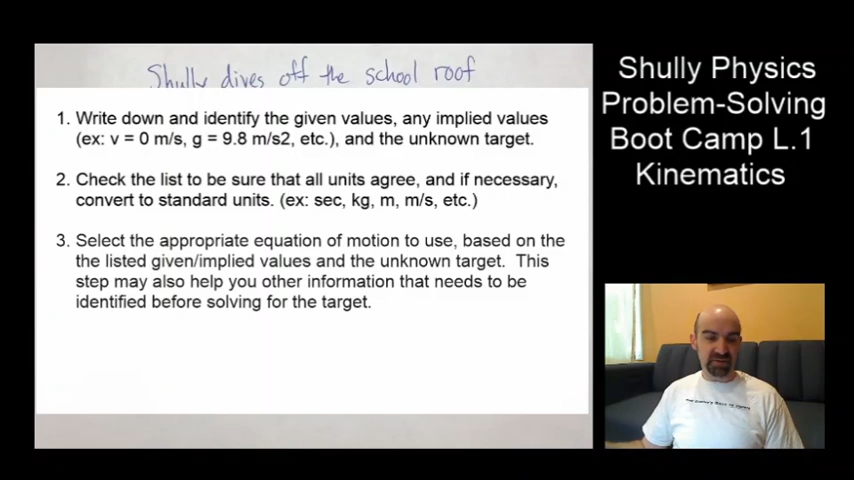 Shully dives off the school roof
1. Write down and identify the given values, any implied values
(ex: v = 0 m/s, g = 9.8 m/s2, etc.), and the unknown target.
2. Check the list to be sure that all units agree, and if necessary,
convert to standard units. (ex: sec, kg, m, m/s, etc.)
3. Select the appropriate equation of motion to use, based on the
the listed given/implied values and the unknown target. This
step may also help you other information that needs to be
identified before solving for the target.
Shully Physics
Problem-Solving
Boot Camp L.1
Kinematics